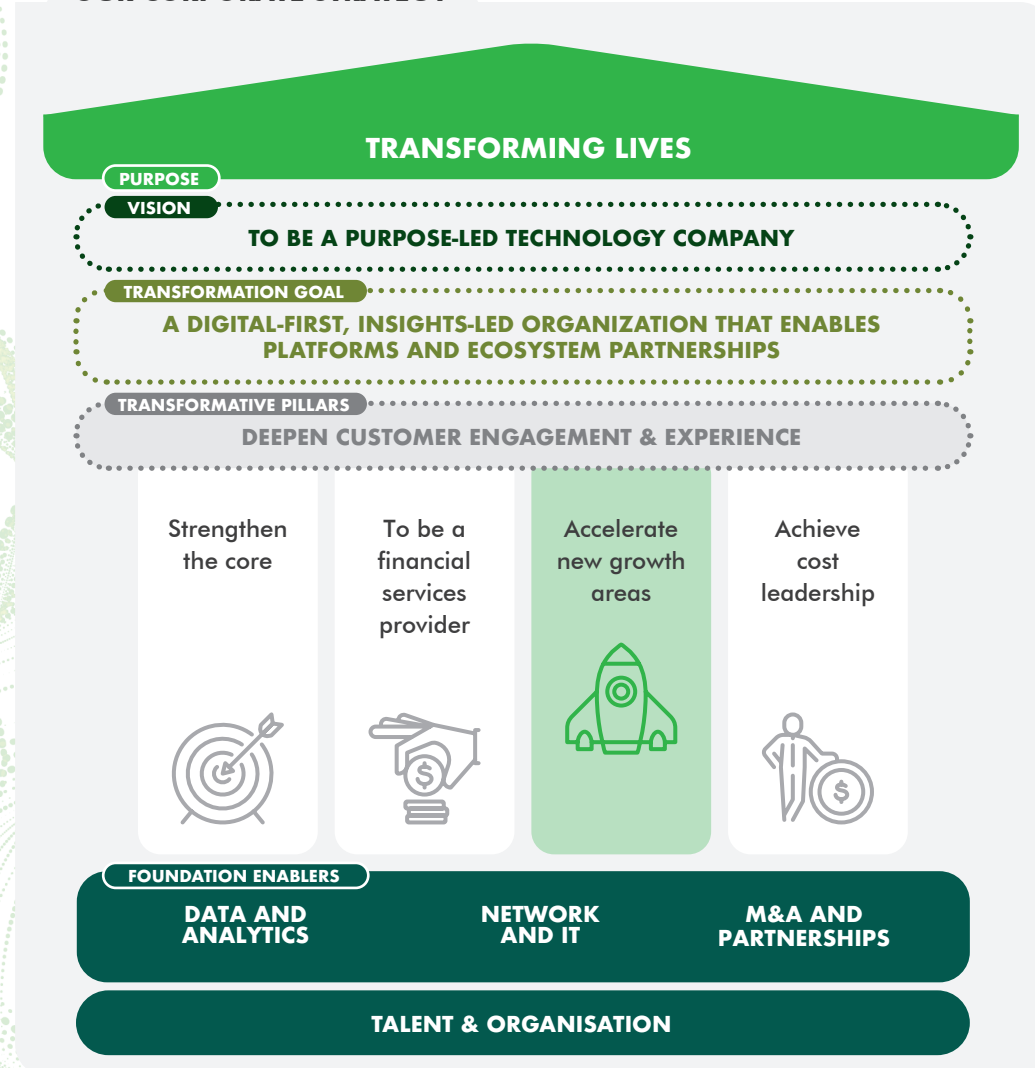 TRANSFORMING LIVES
PURPOSE
VISION
TO BE A PURPOSE-LED TECHNOLOGY COMPANY
TRANSFORMATION GOAL
A DIGITAL-FIRST, INSIGHTS-LED ORGANIZATION THAT ENABLES
PLATFORMS AND ECOSYSTEM PARTNERSHIPS
TRANSFORMATIVE PILLARS
DEEPEN CUSTOMER ENGAGEMENT & EXPERIENCE
Strengthen
the core
To be a
financial
services
provider
$
Accelerate
new growth
areas
Achieve
cost
leadership
$
FOUNDATION ENABLERS
DATA AND
ANALYTICS
NETWORK
AND IT
M&A AND
PARTNERSHIPS
TALENT & ORGANISATION